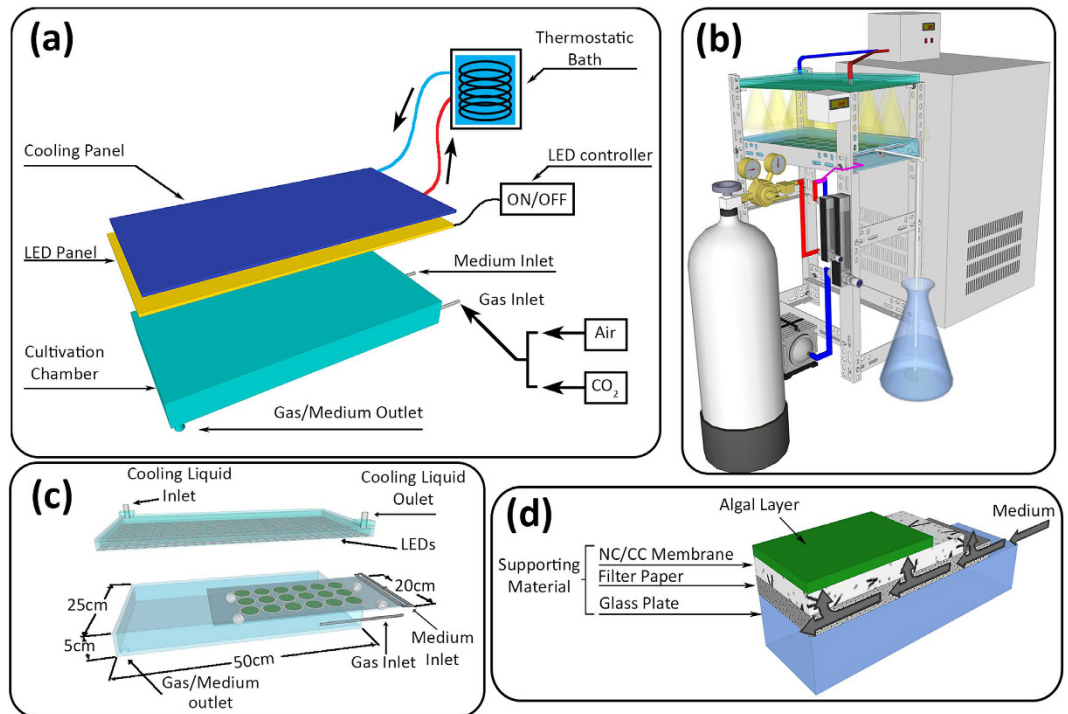 (a)
Thermostatic
Bath
Cooling Panel
LED controller
ON/OFF
LED Panel
Medium Inlet
Gas Inlet
Air
CO₂
Cultivation
Chamber
Gas/Medium Outlet
(b)
(c)
Cooling Liquid
Inlet
Cooling Liquid
Oulet
LEDs
20cm
25cm
5cm
50cm
Medium
Inlet
Gas Inlet
Gas/Medium
outlet
(d)
Algal Layer
Medium
Supporting
Material
NC/CC Membrane
Filter Paper
Glass Plate